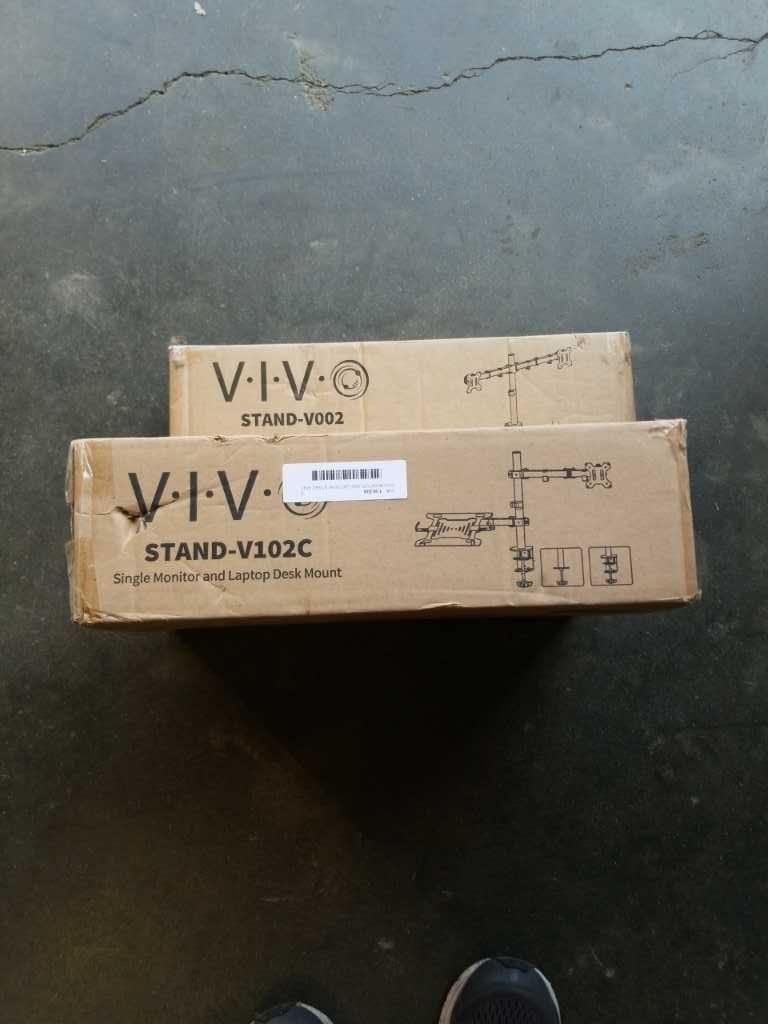 V·I·V·O
STAND-V002
V·I·V·O
STAND-V102C
Single Monitor and Laptop Desk Mount